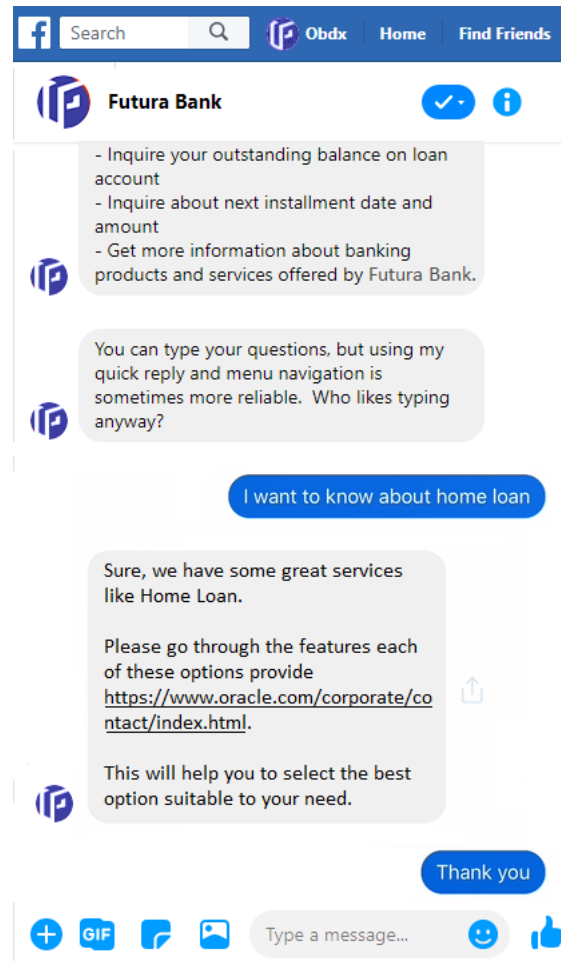 f Search Obdx Home Find Friends
Futura Bank
- Inquire your outstanding balance on loan
account
- Inquire about next installment date and
amount
- Get more information about banking
products and services offered by Futura Bank.
You can type your questions, but using my
quick reply and menu navigation is
sometimes more reliable. Who likes typing
anyway?
I want to know about home loan
Sure, we have some great services
like Home Loan.
Please go through the features each
of these options provide
https://www.oracle.com/corporate/co
ntact/index.html.
This will help you to select the best
option suitable to your need.
Thank you
GIF Type a message...